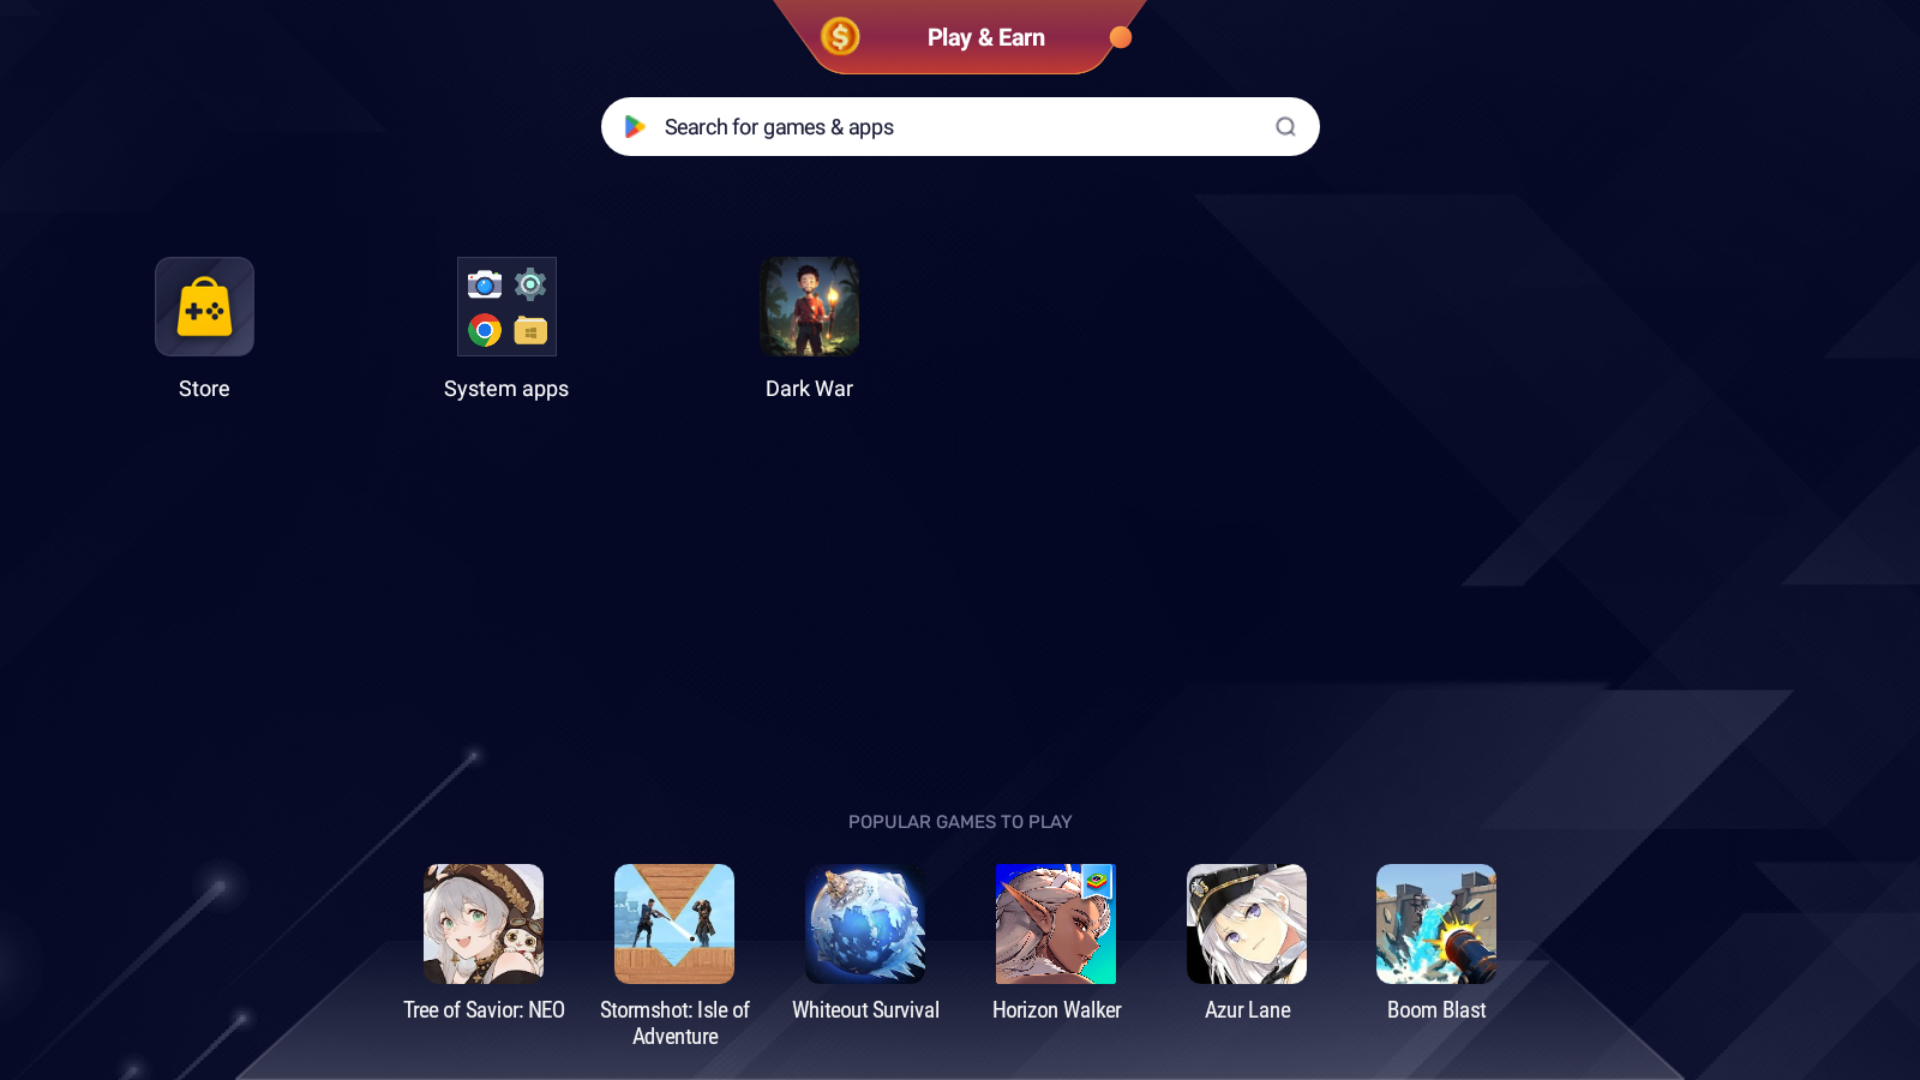 Play & Earn
Search for games & apps
Store
System apps
Dark War
POPULAR GAMES TO PLAY
Tree of Savior: NEO
Stormshot: Isle of
Adventure
Whiteout Survival
Horizon Walker
Azur Lane
Boom Blast